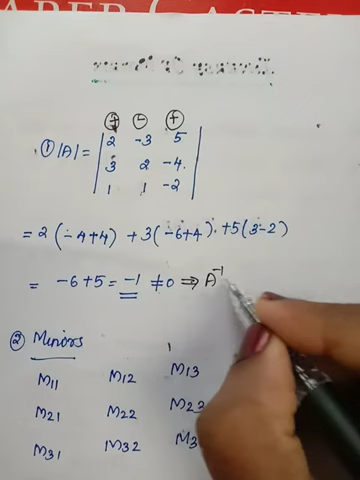 + - +
① |A| = | 2 -3 5 |
| 3 2 -4 |
| 1 1 -2 |
= 2(-4+4) +3(-6+4) +5(3-2)
= -6+5 = -1 ≠0 ⇒ A⁻¹
② Minors
M11 M12 M13
M21 M22 M23
M31 M32 M3